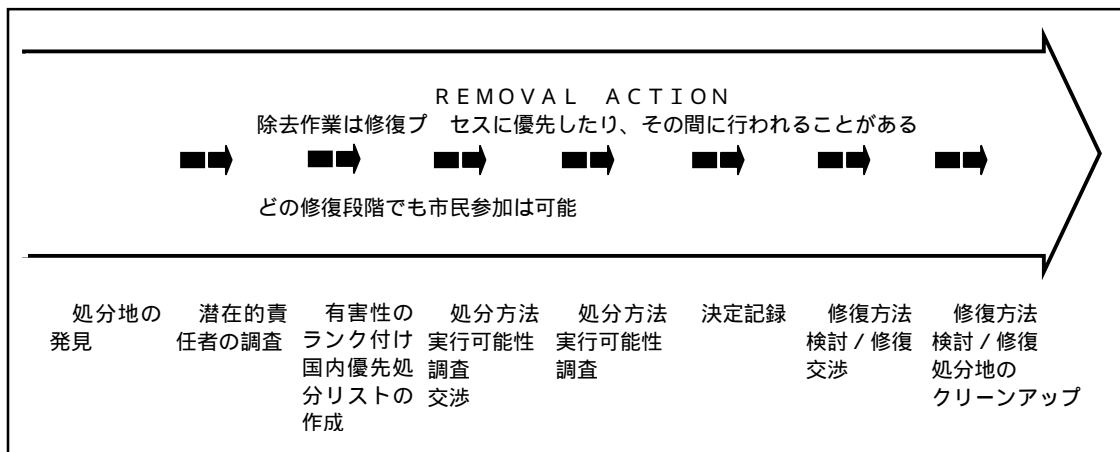 REMOVAL ACTION
除去作業は修復プ セスに優先したり、その間に行われることがある
どの修復段階でも市民参加は可能
処分地の
発見
潜在的責
任者の調査
有害性の
ランク付け
国内優先処
分リストの
作成
処分方法
実行可能性
調査
交渉
処分方法
実行可能性
調査
決定記録
修復方法
検討/修復
交渉
修復方法
検討/修復
処分地の
クリーンアップ